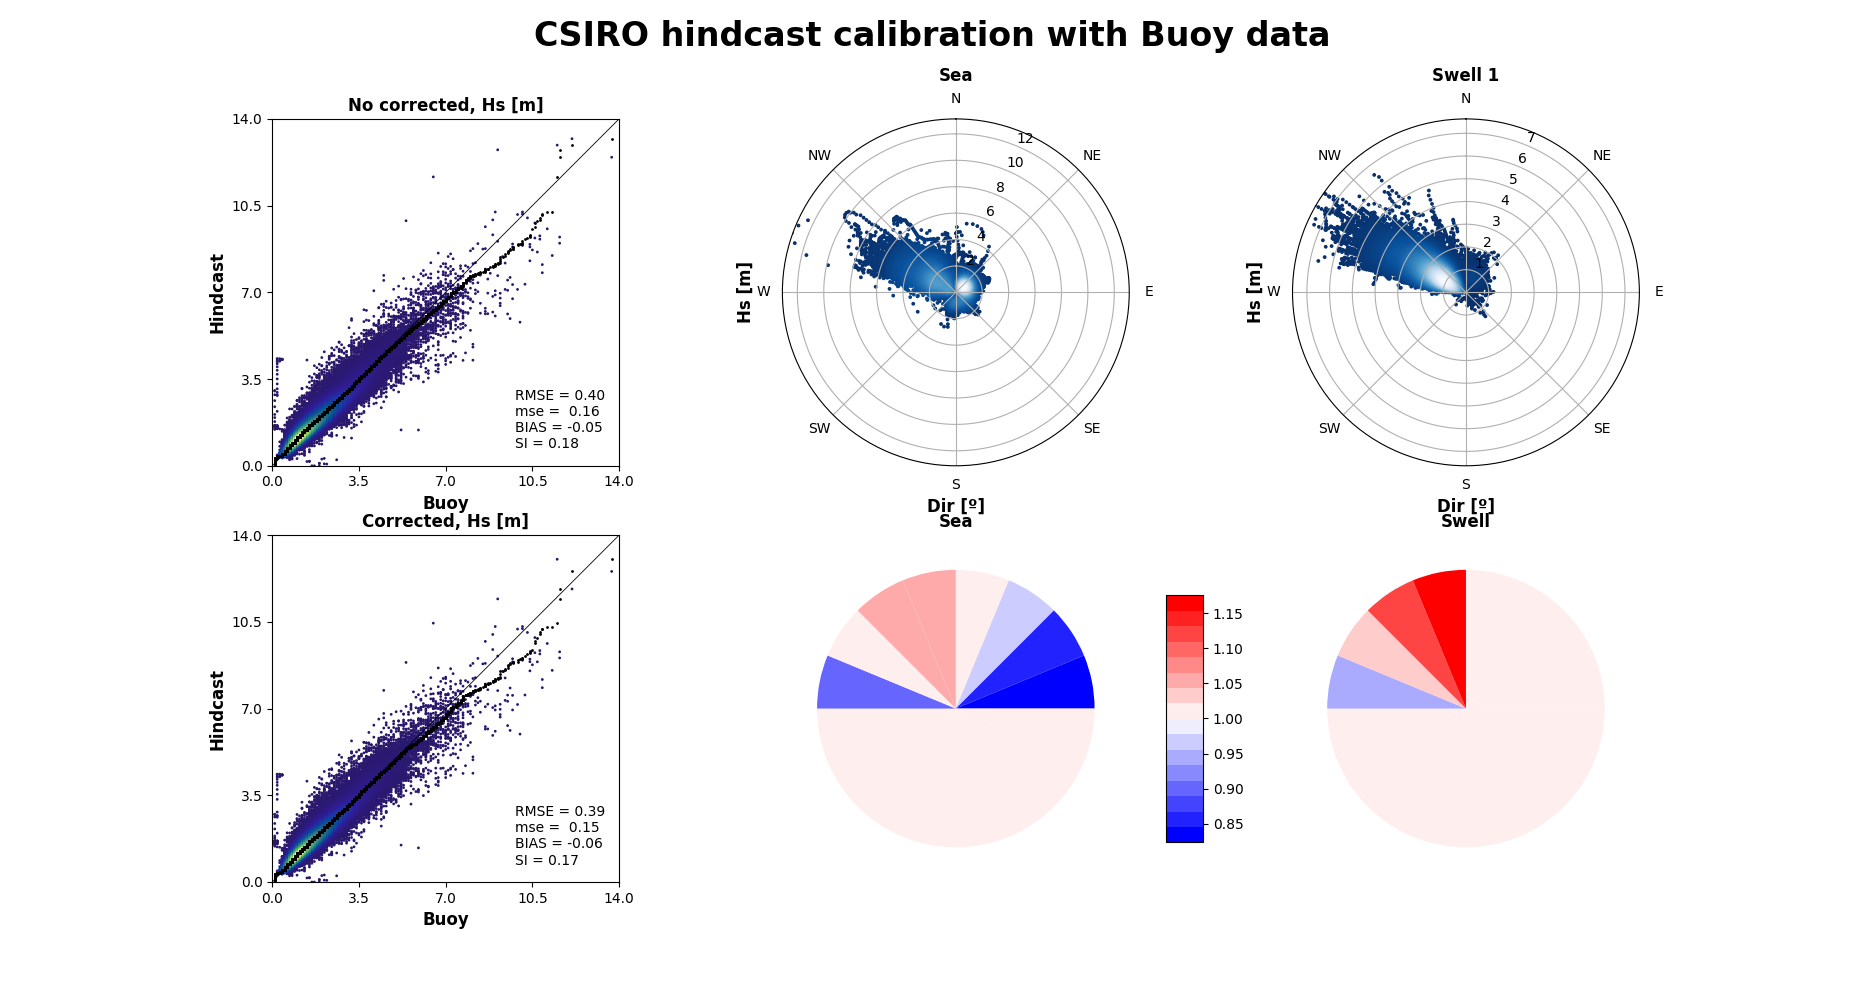 CSIRO hindcast calibration with Buoy data
No corrected, Hs [m]
14.0
10.5
7.0
3.5
0.0
Hindcast
RMSE = 0.40
mse = 0.16
BIAS = -0.05
SI = 0.18
0.0 3.5 7.0 10.5 14.0
Buoy
Sea
N
NW
NE
W
E
SW
SE
S
12
10
8
6
4
2
Hs [m]
Dir [º]
Swell 1
N
NW
NE
W
E
SW
SE
S
7
6
5
4
3
2
1
Hs [m]
Dir [º]
Corrected, Hs [m]
14.0
10.5
7.0
3.5
0.0
Hindcast
RMSE = 0.39
mse = 0.15
BIAS = -0.06
SI = 0.17
0.0 3.5 7.0 10.5 14.0
Buoy
Sea
1.15
1.10
1.05
1.00
0.95
0.90
0.85
Swell